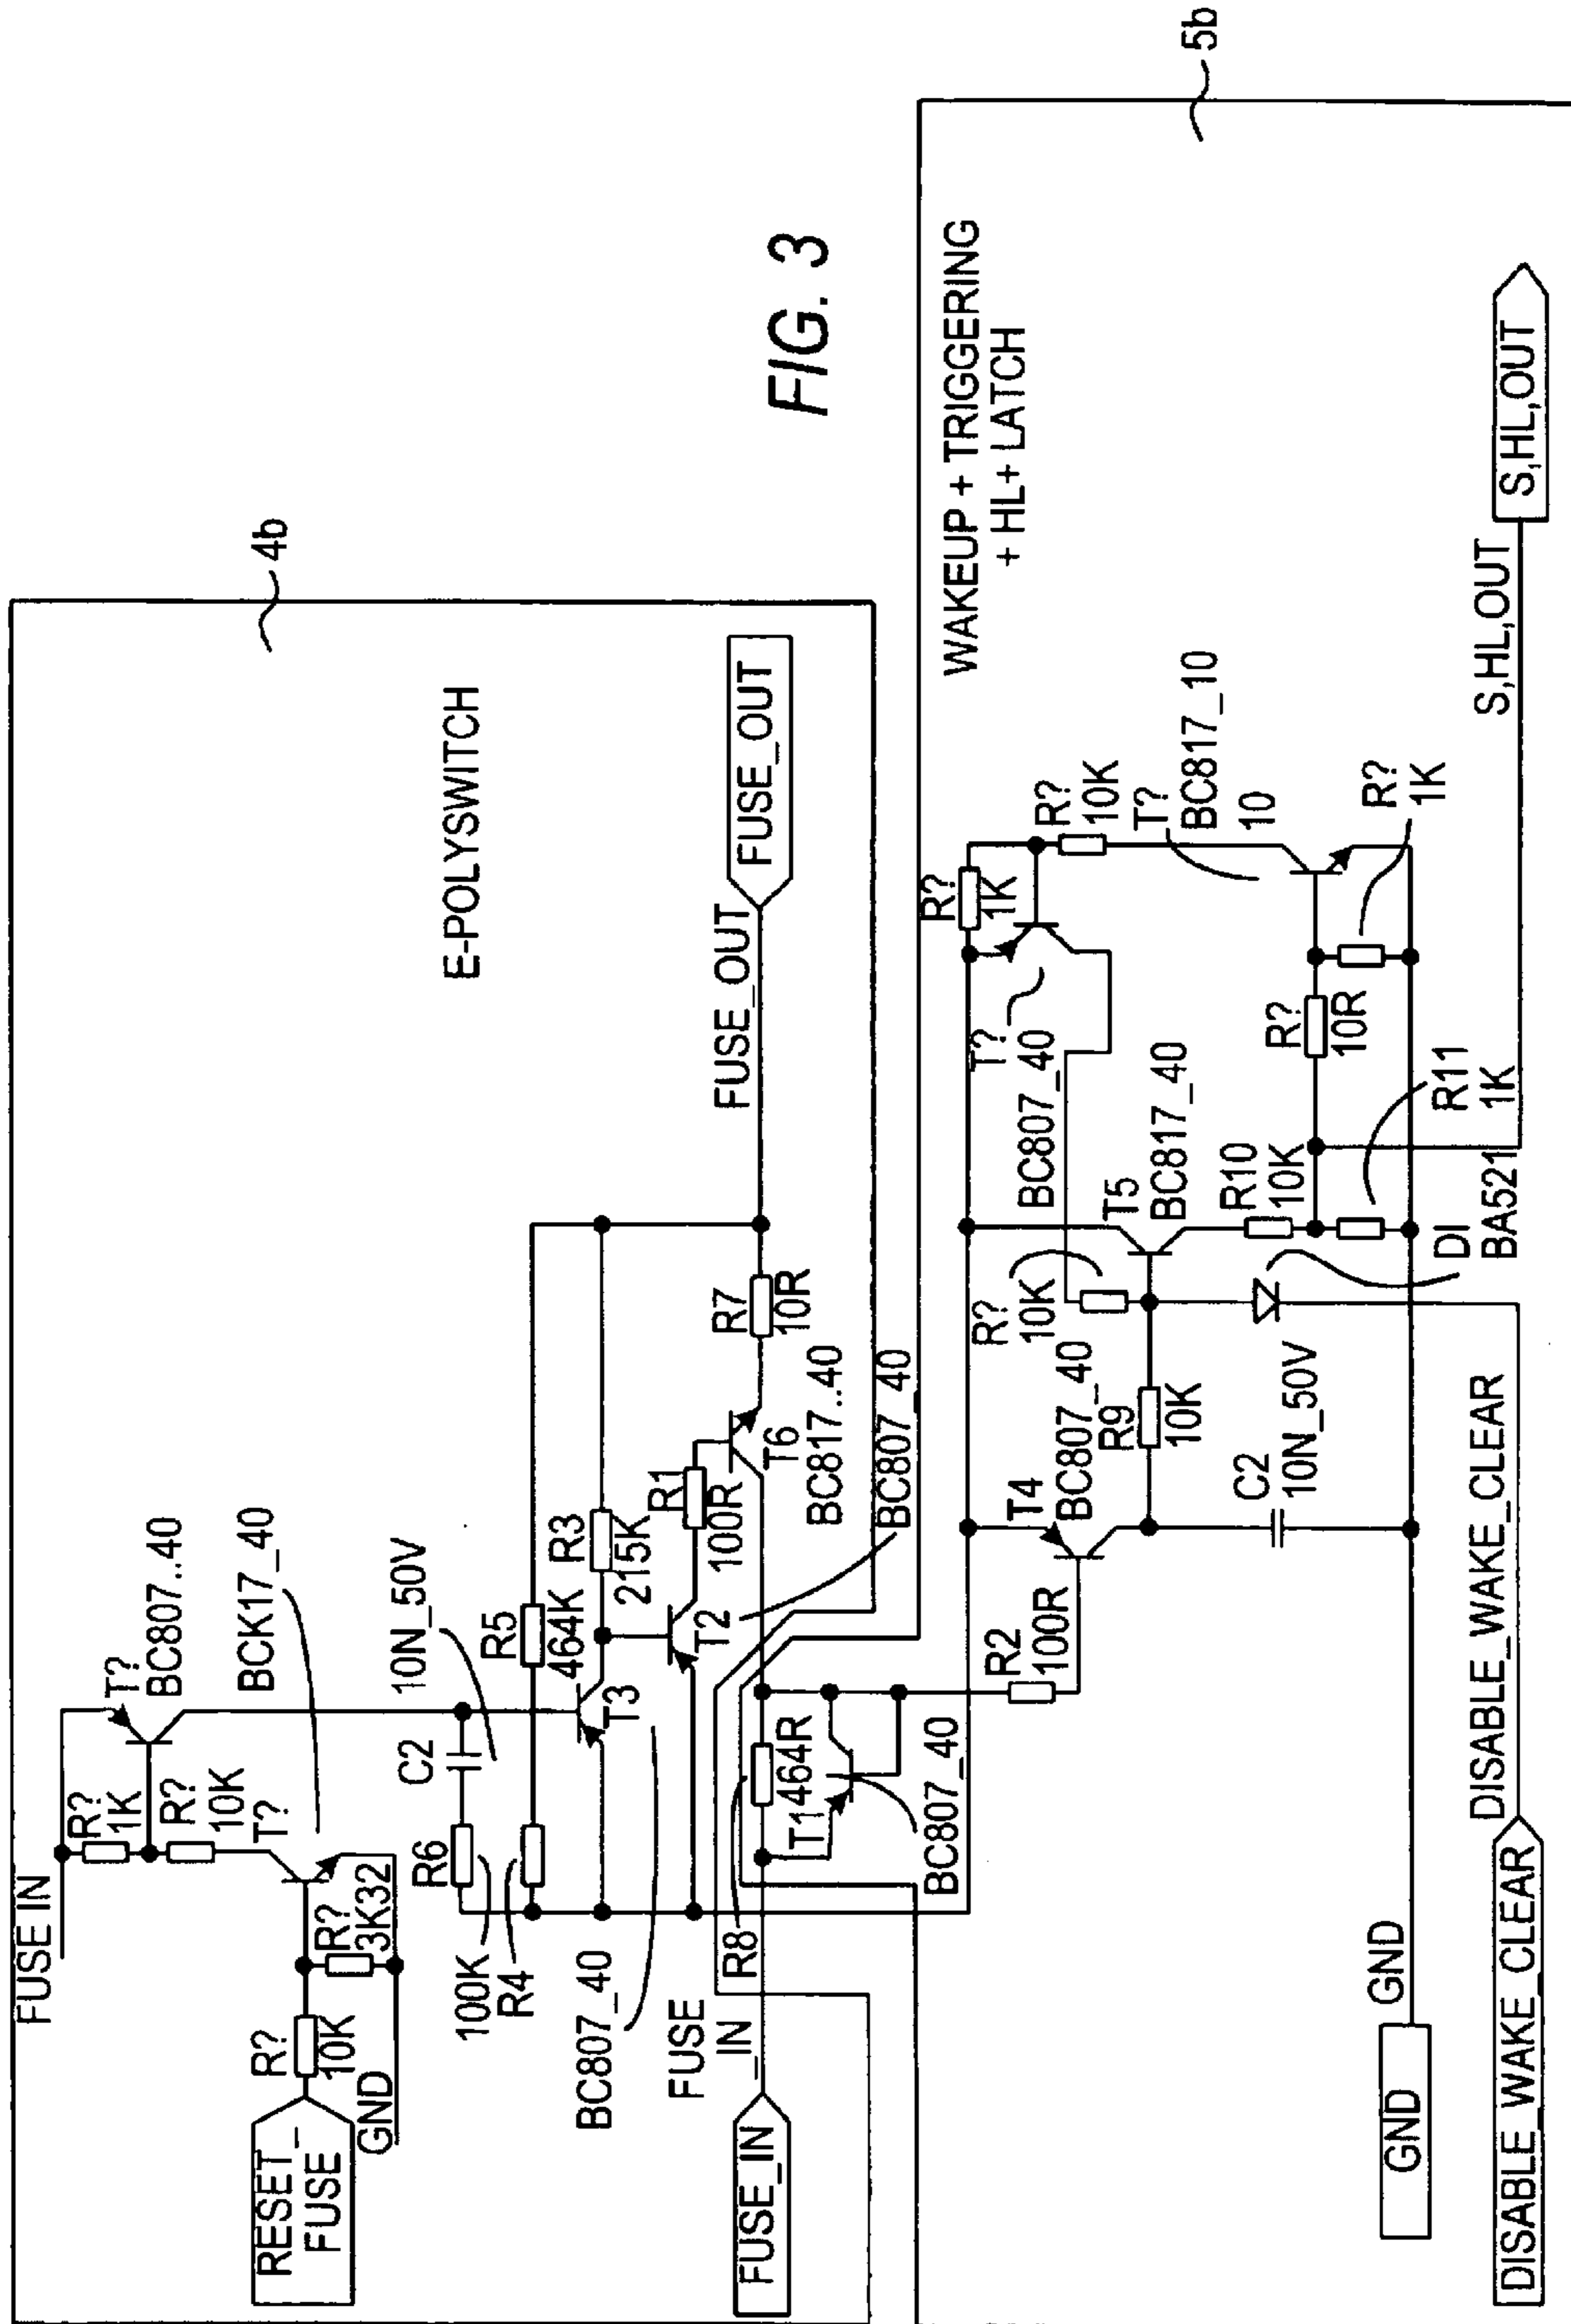 FIG. 3
4b
E-POLYSWITCH
FUSE IN
R?
1K
T?
BC807..40
R?
10K
T?
BCK17_40
RESET_
FUSE
R?
10K
R?
3K32
GND
R6
100K
C2
10N_50V
R4
R5
464K
T3
BC807_40
R3
215K
T2
BC807_40
R1
100R
T6
BC817..40
R7
10R
FUSE_OUT
FUSE_OUT
FUSE_IN
FUSE
_IN
R8
464R
T1
BC807_40
5b
WAKEUP + TRIGGERING
+ HL+ LATCH
R2
100R
T4
BC807_40
R9
10K
C2
10N_50V
R?
10K
T5
BC817_40
T?
BC807_40
R?
1K
R?
10K
T?
BC817_10
10
R?
10R
R?
1K
R10
10K
R11
1K
DI
BA521
GND
GND
DISABLE_WAKE_CLEAR
DISABLE_WAKE_CLEAR
DISABLE_WAKE_CLEAR
S,HL,OUT
S,HL,OUT